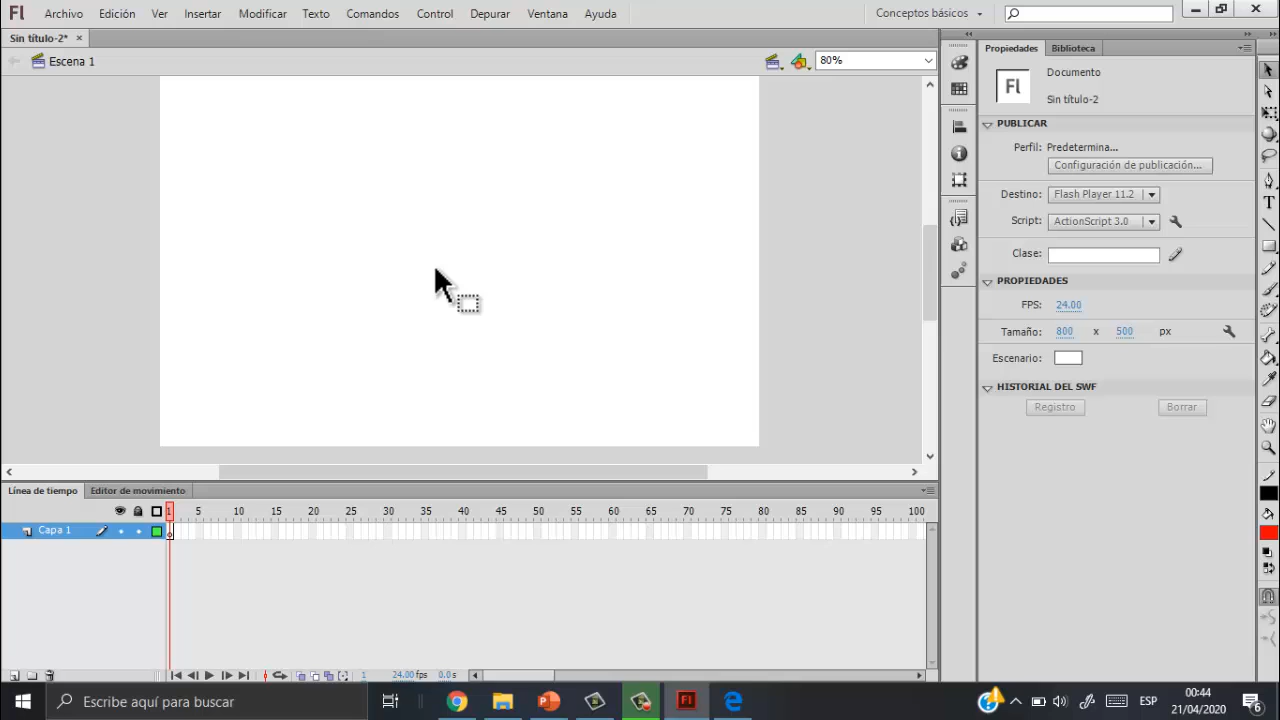 Fl Archivo Edición Ver Insertar Modificar Texto Comandos Control Depurar Ventana Ayuda Conceptos básicos
Sin título-2*
Escena 1 80%
Propiedades Biblioteca
Fl Documento
Sin título-2
PUBLICAR
Perfil: Predetermina...
Configuración de publicación...
Destino: Flash Player 11.2
Script: ActionScript 3.0
Clase:
PROPIEDADES
FPS: 24.00
Tamaño: 800 x 500 px
Escenario:
HISTORIAL DEL SWF
Registro Borrar
Línea de tiempo Editor de movimiento
1 5 10 15 20 25 30 35 40 45 50 55 60 65 70 75 80 85 90 95 100
Capa 1
1 24.00 fps 0.0 s
Escribe aquí para buscar
Fl
ESP
00:44
21/04/2020
6